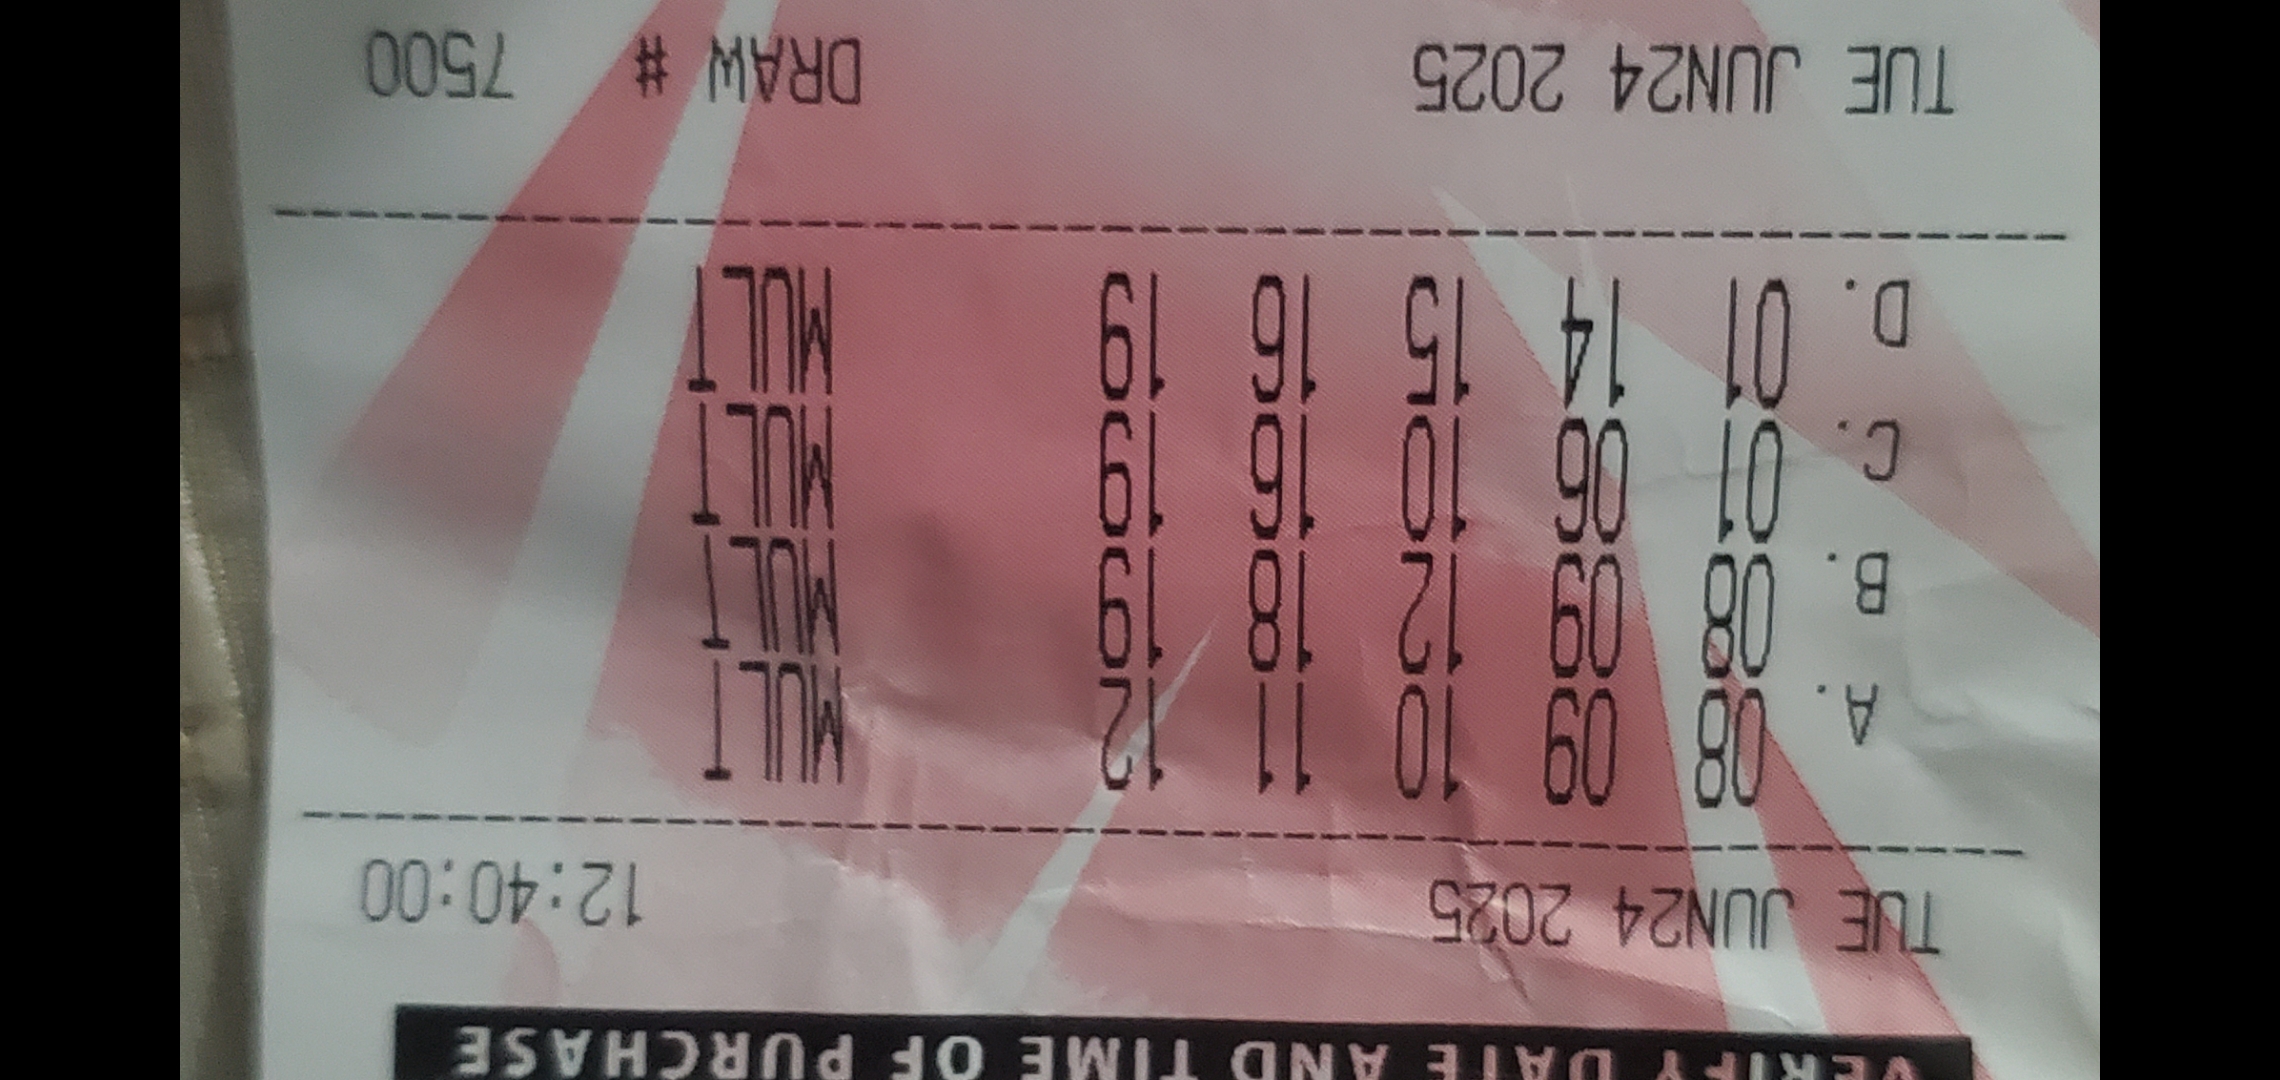 VERIFY DATE AND TIME OF PURCHASE
TUE JUN24 2025 12:40:00
A. 08 09 10 11 12 MULT
B. 08 09 12 18 19 MULT
C. 01 06 10 16 19 MULT
D. 01 14 15 16 19 MULT
TUE JUN24 2025 DRAW # 7500